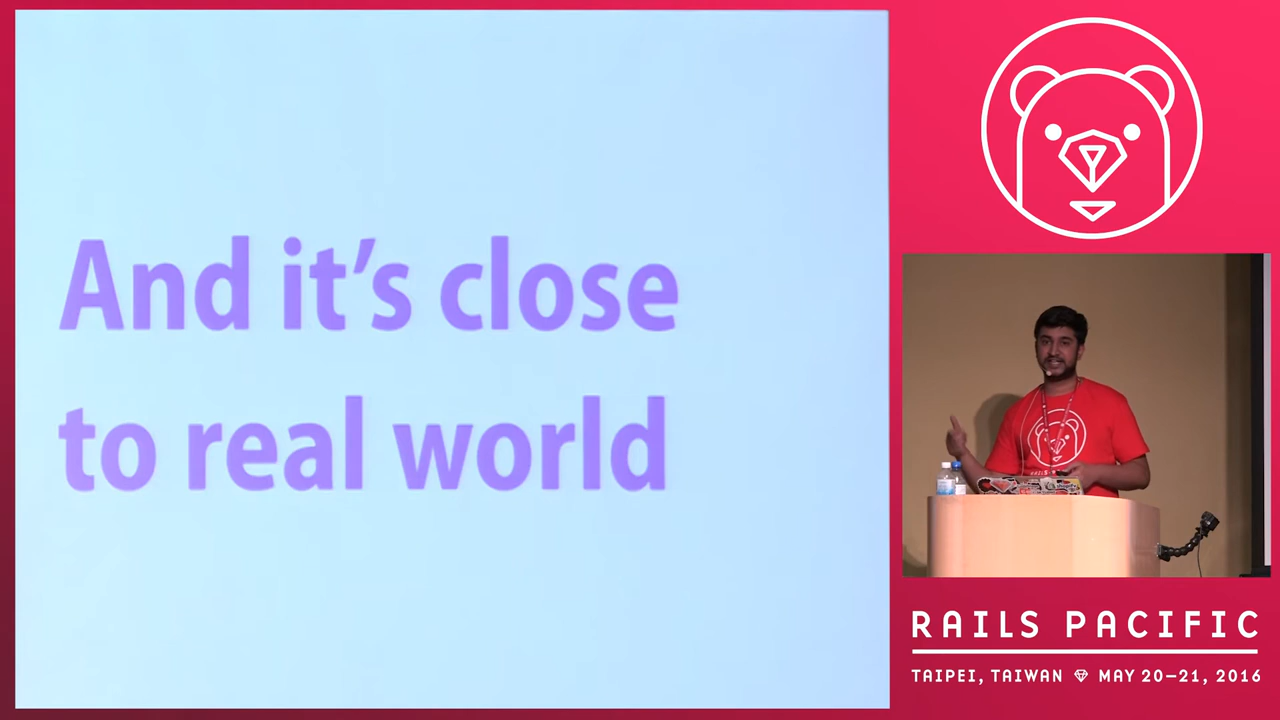 And it’s close
to real world
RAILS PACIFIC
TAIPEI, TAIWAN MAY 20–21, 2016